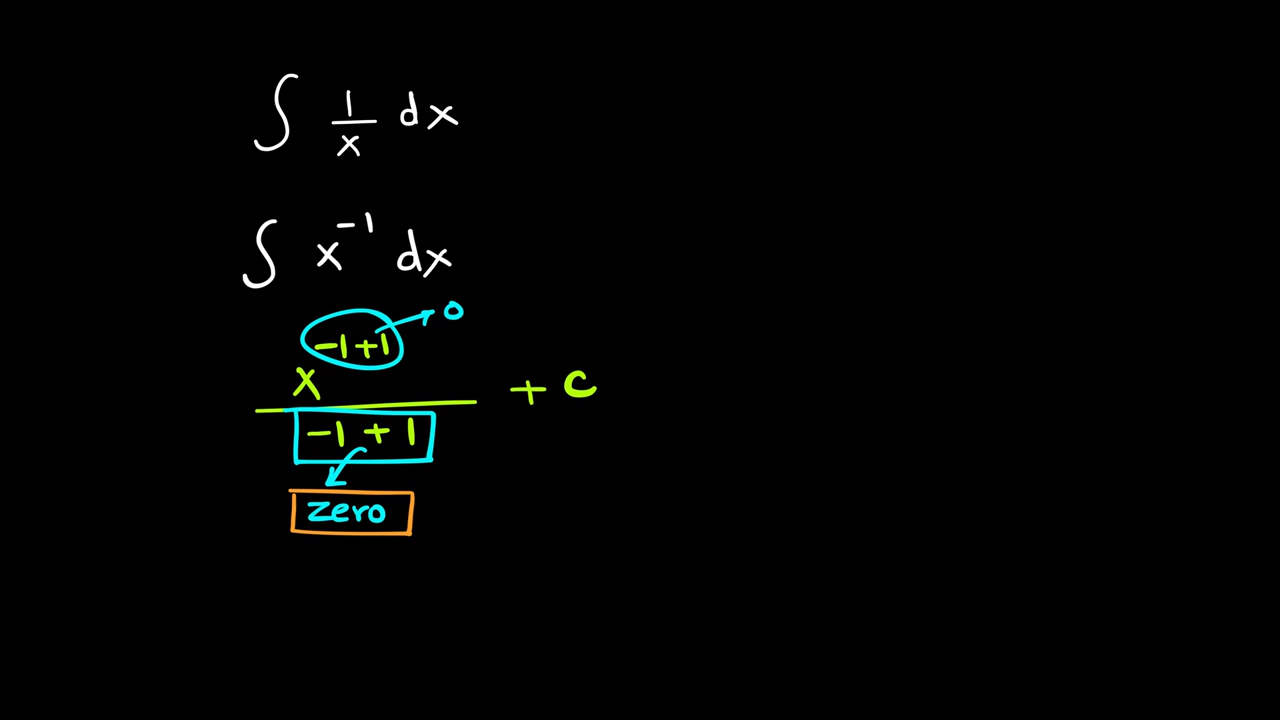 ∫ 1/x dx
∫ x⁻¹ dx
x^(-1+1) → 0
/ (-1 + 1) + c
zero